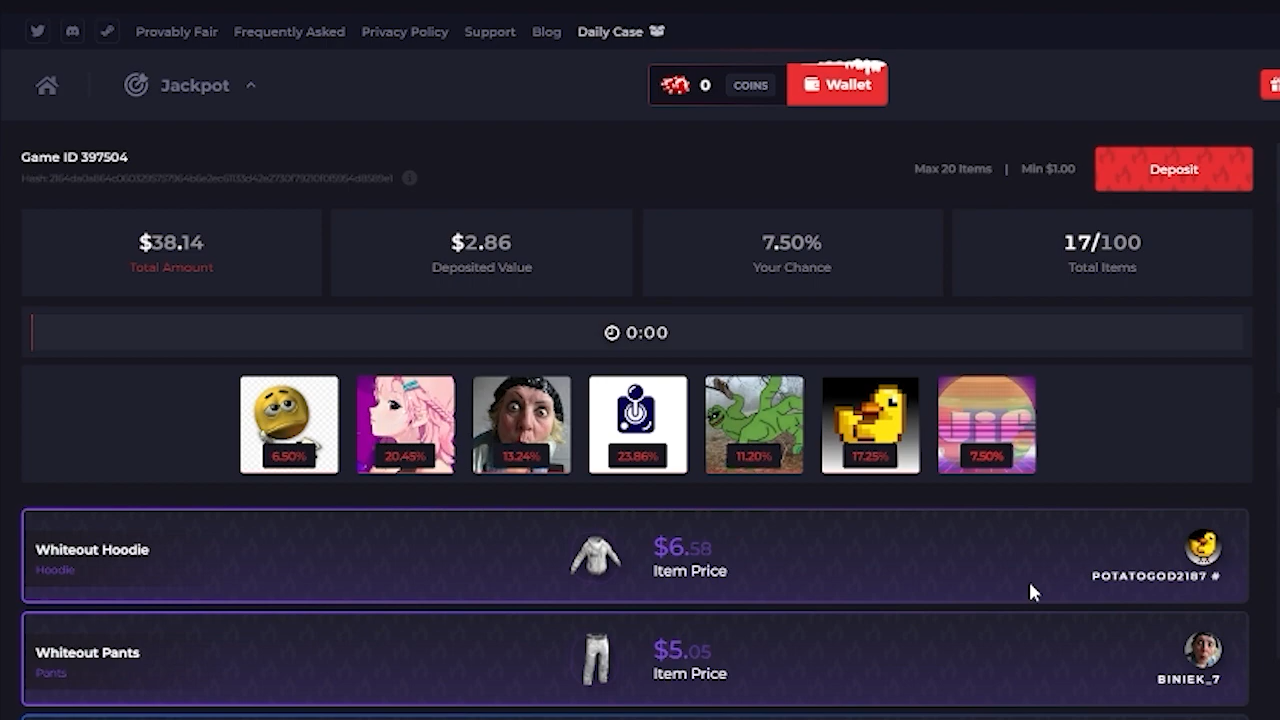 Provably Fair Frequently Asked Privacy Policy Support Blog Daily Case
Jackpot
0 COINS Wallet
Game ID 397504
Max 20 Items | Min $1.00 Deposit
$38.14 $2.86 7.50% 17/100
Total Amount Deposited Value Your Chance Total Items
0:00
6.50% 20.45% 13.24% 23.86% 11.20% 17.25% 7.50%
Whiteout Hoodie
Hoodie
$6.58
Item Price
POTATOGOD2187 #
Whiteout Pants
Pants
$5.05
Item Price
BINIEK_7